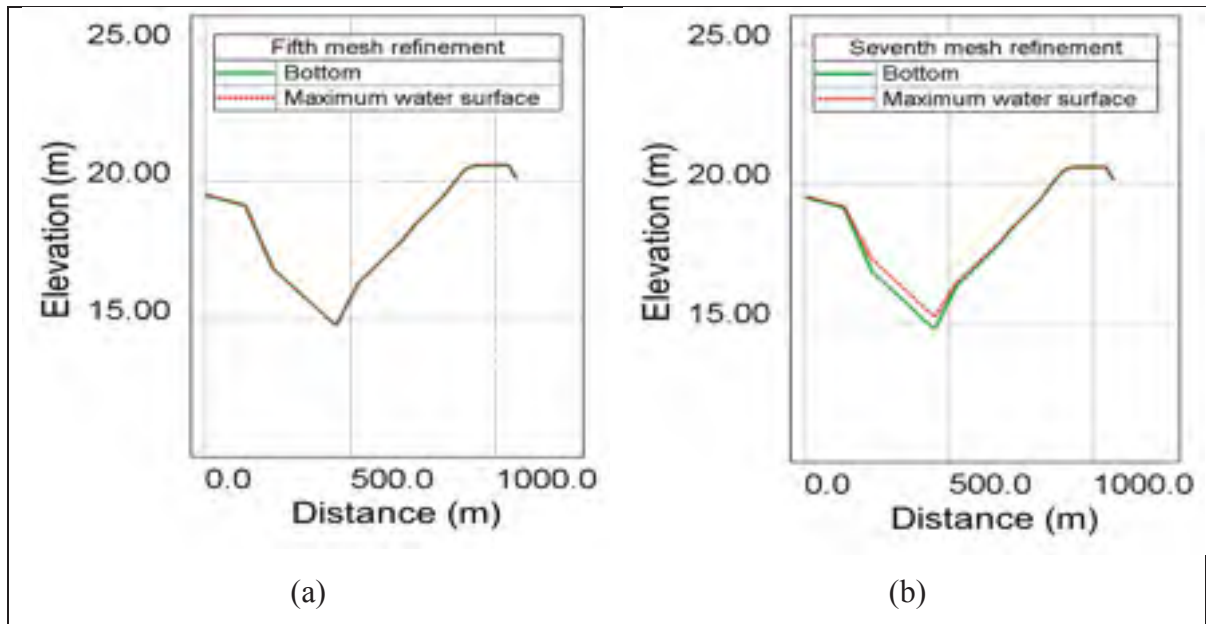 25.00
Fifth mesh refinement
Bottom
Maximum water surface
20.00
15.00
Elevation (m)
0.0 500.0 1000.0
Distance (m)
(a)
25.00
Seventh mesh refinement
Bottom
Maximum water surface
20.00
15.00
Elevation (m)
0.0 500.0 1000.0
Distance (m)
(b)